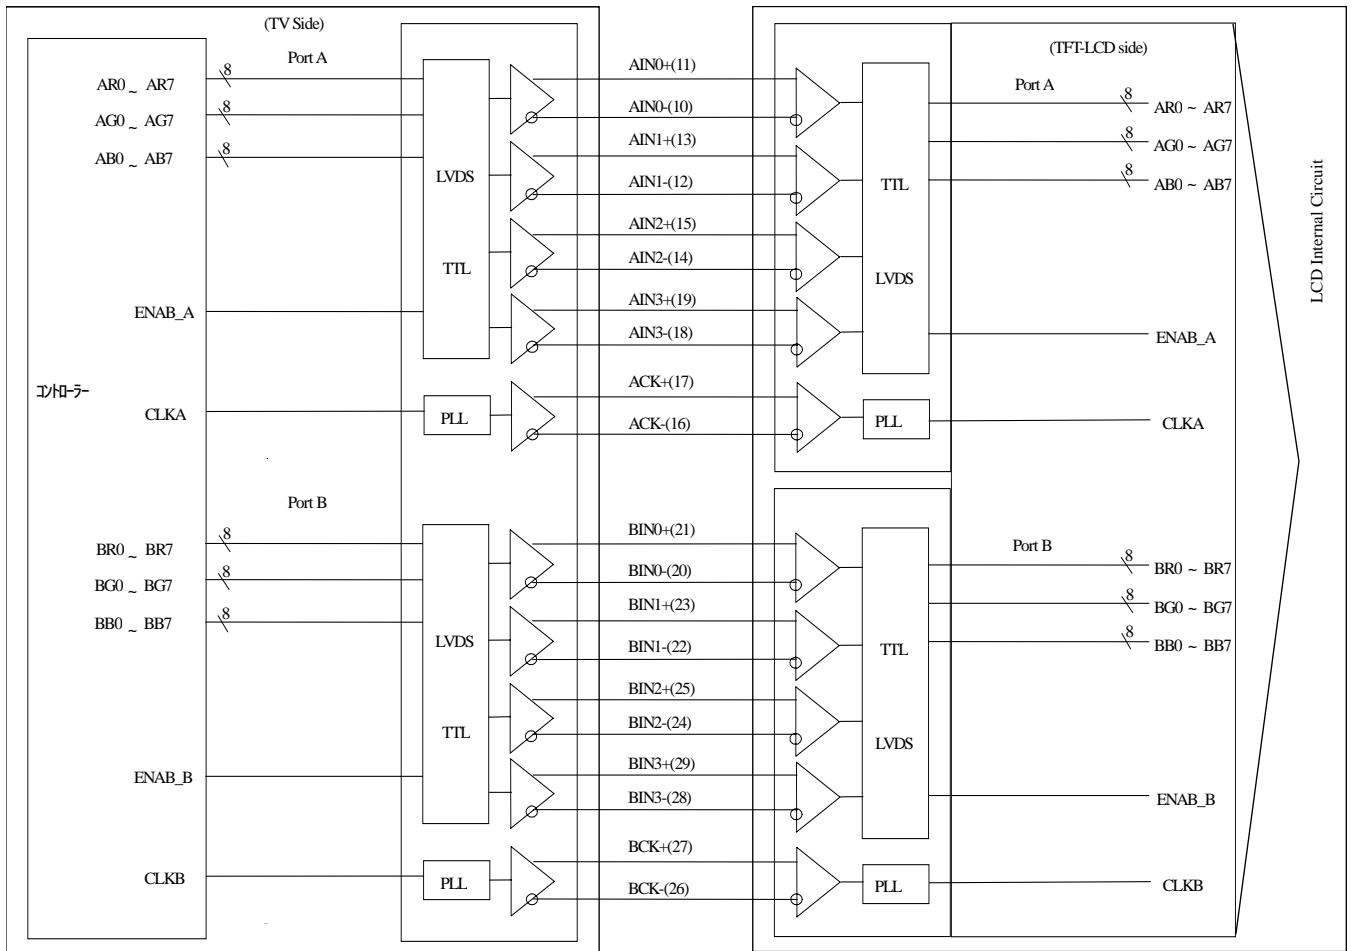 (TV Side)
Port A
AR0 ~ AR7
8
AG0 ~ AG7
8
AB0 ~ AB7
8
LVDS
TTL
ENAB_A
コントローラー
CLKA
PLL
AIN0+(11)
AIN0-(10)
AIN1+(13)
AIN1-(12)
AIN2+(15)
AIN2-(14)
AIN3+(19)
AIN3-(18)
ACK+(17)
ACK-(16)
(TFT-LCD side)
Port A
TTL
LVDS
8
AR0 ~ AR7
8
AG0 ~ AG7
8
AB0 ~ AB7
ENAB_A
PLL
CLKA
LCD Internal Circuit
Port B
BR0 ~ BR7
8
BG0 ~ BG7
8
BB0 ~ BB7
8
LVDS
TTL
ENAB_B
CLKB
PLL
BIN0+(21)
BIN0-(20)
BIN1+(23)
BIN1-(22)
BIN2+(25)
BIN2-(24)
BIN3+(29)
BIN3-(28)
BCK+(27)
BCK-(26)
Port B
TTL
LVDS
8
BR0 ~ BR7
8
BG0 ~ BG7
8
BB0 ~ BB7
ENAB_B
PLL
CLKB